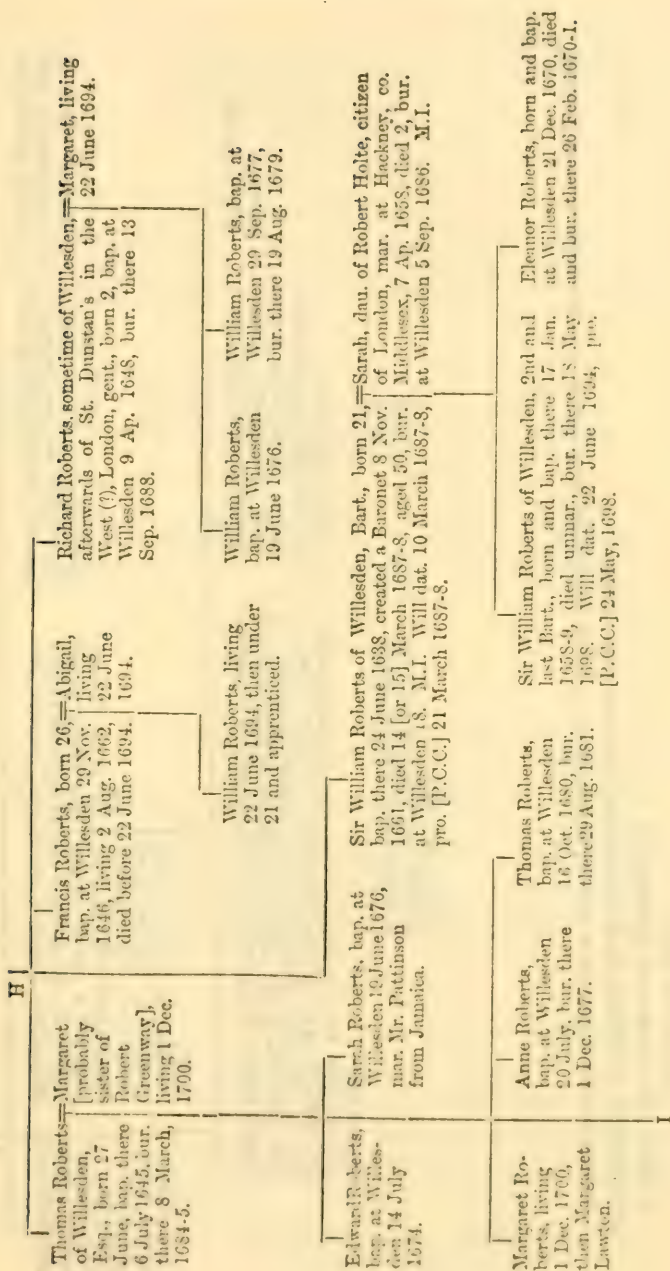 H
Thomas Roberts=Margaret
of Willesden, [probably
Esq., born 27 sister of
June, bap. there Robert
6 July 1645, bur. Greenway],
there 8 March, living 1 Dec.
1684-5. 1700.
Francis Roberts, born 26,=Abigail,
bap. at Willesden 29 Nov. living
1646, living 2 Aug. 1662, 22 June
died before 22 June 1694. 1694.
Richard Roberts, sometime of Willesden,=Margaret, living
afterwards of St. Dunstan's in the 22 June 1694.
West (?), London, gent., born 2, bap. at
Willesden 9 Ap. 1648, bur. there 13
Sep. 1688.
William Roberts, living
22 June 1694, then under
21 and apprenticed.
William Roberts,
bap. at Willesden
19 June 1676.
William Roberts, bap. at
Willesden 29 Sep. 1677,
bur. there 19 Aug. 1679.
Edward Roberts,
bap. at Willes-
den 14 July
1674.
Sarah Roberts, bap. at
Willesden 19 June 1676,
mar. Mr. Pattinson
from Jamaica.
Sir William Roberts of Willesden, Bart., born 21,=Sarah, dau. of Robert Holte, citizen
bap. there 24 June 1638, created a Baronet 8 Nov. of London, mar. at Hackney, co.
1661, died 14 [or 15] March 1687-8, aged 50, bur. Middlesex, 7 Ap. 1658, died 2, bur.
at Willesden 18. M.I. Will dat. 10 March 1687-8, at Willesden 5 Sep. 1686. M.I.
pro. [P.C.C.] 21 March 1687-8.
Margaret Ro-
berts, living
1 Dec. 1700,
then Margaret
Lawton.
Anne Roberts,
bap. at Willesden
20 July, bur. there
1 Dec. 1677.
Thomas Roberts,
bap. at Willesden
16 Oct. 1680, bur.
there 29 Aug. 1681.
Sir William Roberts of Willesden, 2nd and
last Bart., born and bap. there 17 Jan.
1658-9, died unmar., bur. there 18 May
1698. Will dat. 22 June 1694, pro.
[P.C.C.] 24 May, 1698.
Eleanor Roberts, born and bap.
at Willesden 21 Dec. 1670, died
and bur. there 26 Feb. 1670-1.
I